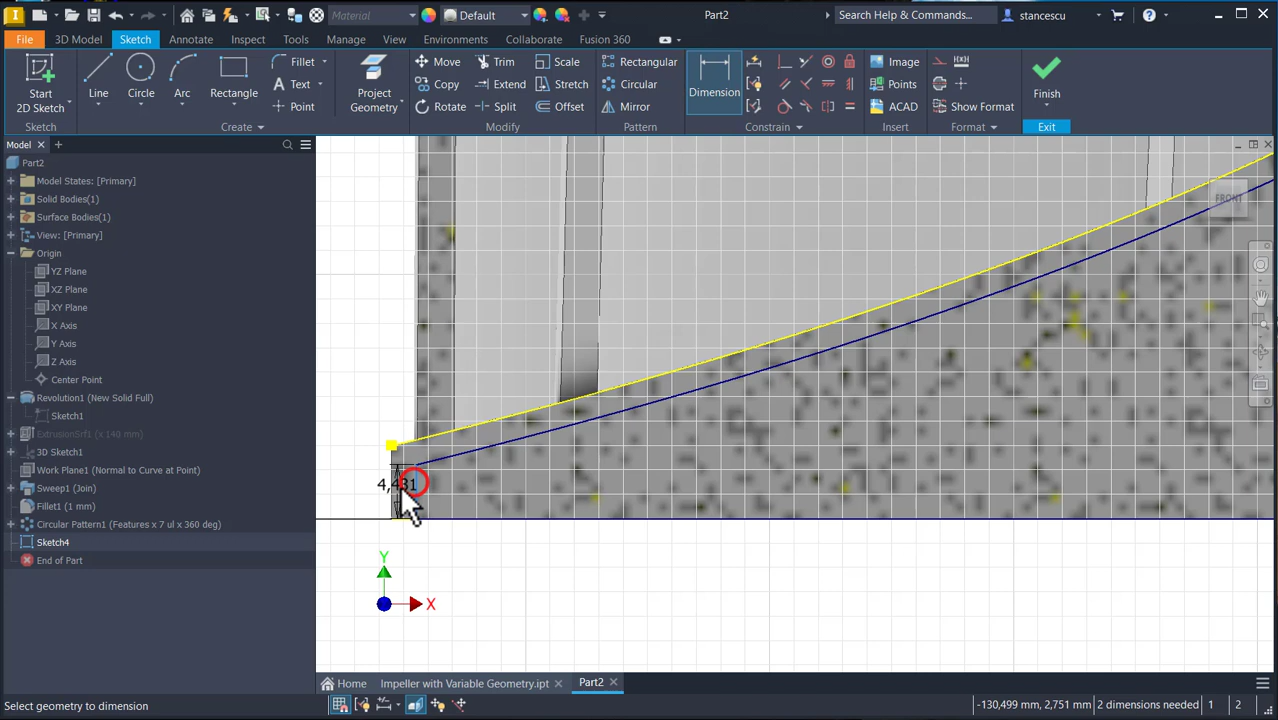 Material
Default
Part2
Search Help & Commands...
stancescu
File
3D Model
Sketch
Annotate
Inspect
Tools
Manage
View
Environments
Collaborate
Fusion 360
Start
2D Sketch
Line
Circle
Arc
Rectangle
Fillet
Text
Point
Project
Geometry
Move
Copy
Rotate
Trim
Extend
Split
Scale
Stretch
Offset
Rectangular
Circular
Mirror
Dimension
Image
Points
ACAD
Show Format
Finish
Sketch
Create
Modify
Pattern
Constrain
Insert
Format
Exit
Model
Part2
Model States: [Primary]
Solid Bodies(1)
Surface Bodies(1)
View: [Primary]
Origin
YZ Plane
XZ Plane
XY Plane
X Axis
Y Axis
Z Axis
Center Point
Revolution1 (New Solid Full)
Sketch1
ExtrusionSrf1 (x 140 mm)
3D Sketch1
Work Plane1 (Normal to Curve at Point)
Sweep1 (Join)
Fillet1 (1 mm)
Circular Pattern1 (Features x 7 ul x 360 deg)
Sketch4
End of Part
FRONT
4,431
Y
X
Home
Impeller with Variable Geometry.ipt
Part2
Select geometry to dimension
-130,499 mm, 2,751 mm
2 dimensions needed
1
2